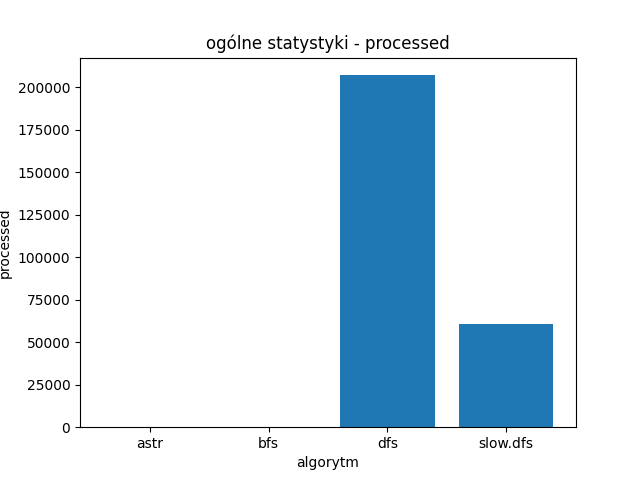 ogólne statystyki - processed
200000
175000
150000
125000
100000
75000
50000
25000
0
processed
astr bfs dfs slow.dfs
algorytm